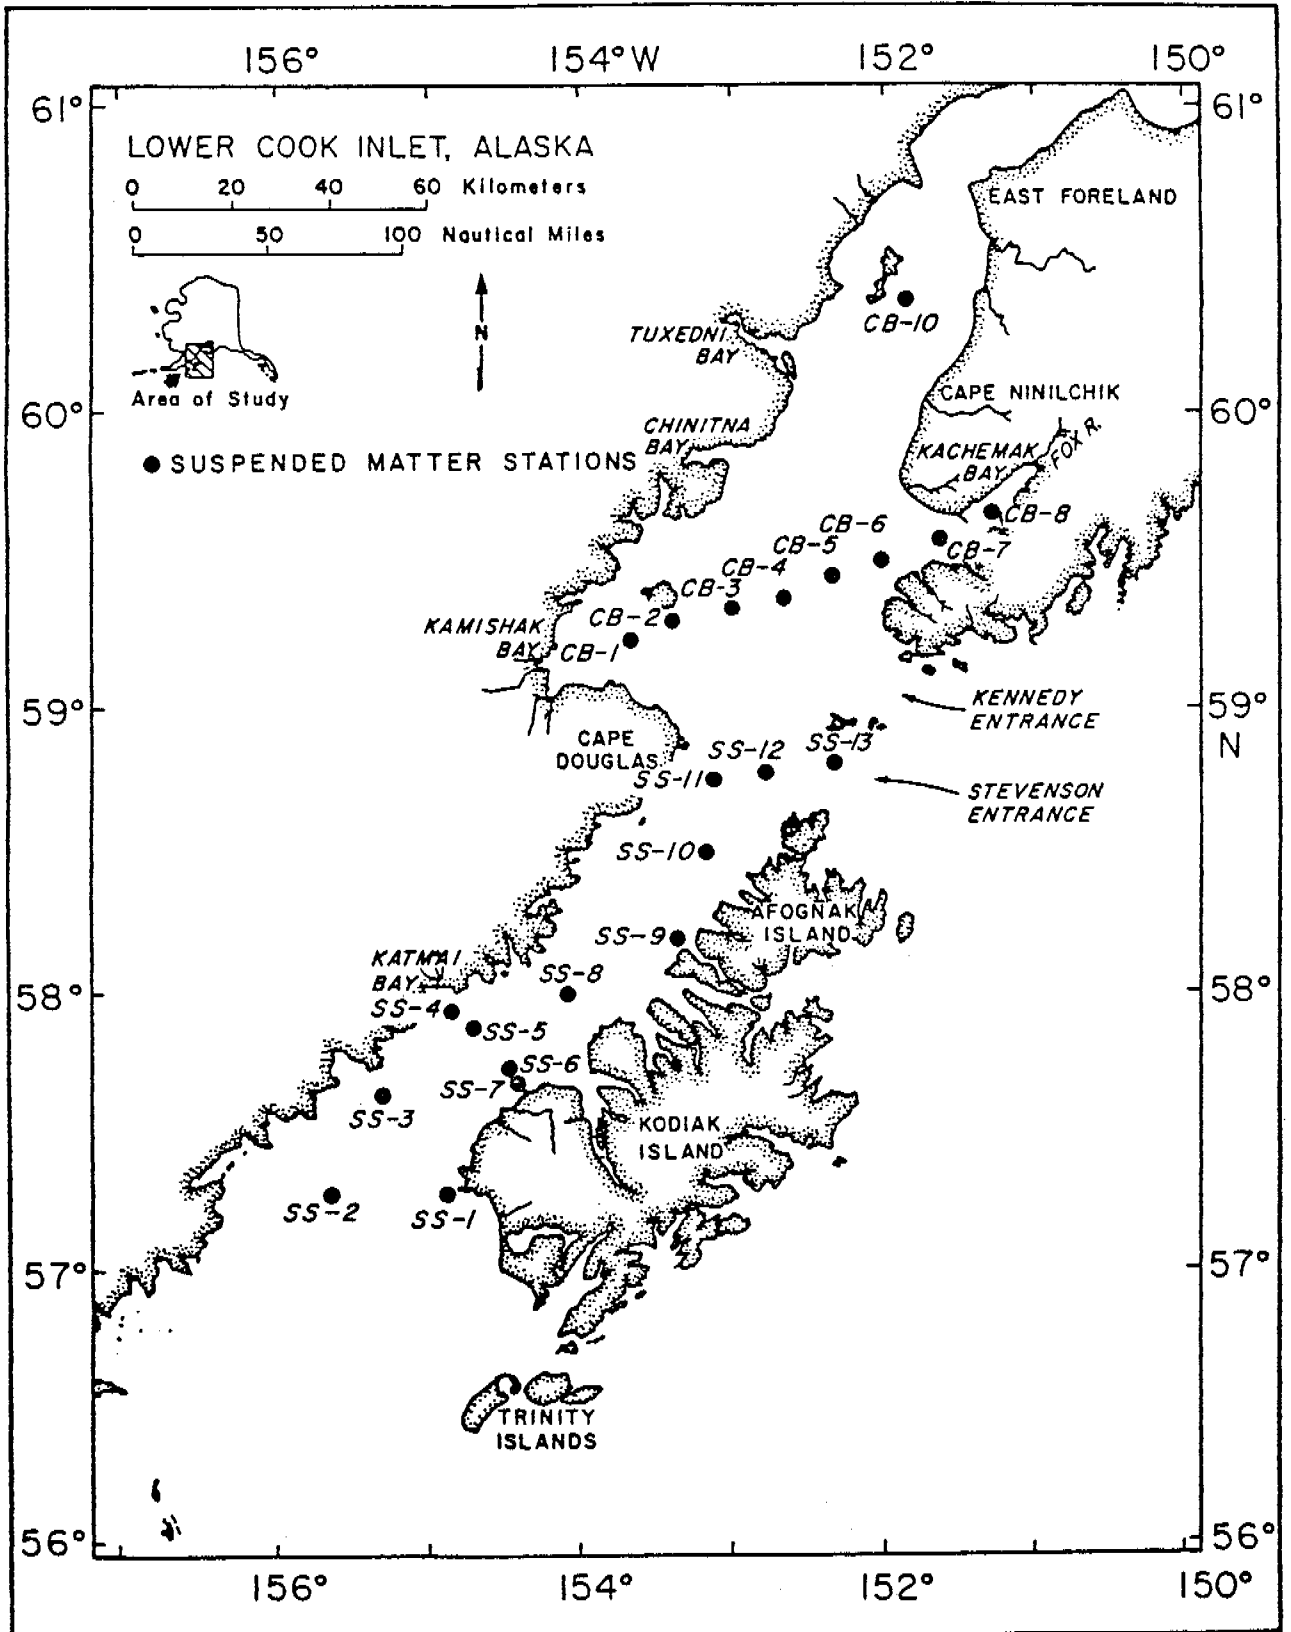 156° 154°W 152° 150°
61° 61°
LOWER COOK INLET, ALASKA
0 20 40 60 Kilometers
0 50 100 Nautical Miles
EAST FORELAND
N
CB-10
TUXEDNI
BAY
Area of Study
60° 60°
CAPE NINILCHIK
CHINITNA
BAY
KACHEMAK
BAY
FOX R.
SUSPENDED MATTER STATIONS
CB-8
CB-7
CB-6
CB-5
CB-4
CB-3
CB-2
CB-1
KAMISHAK
BAY
59° 59°
N
KENNEDY
ENTRANCE
CAPE
DOUGLAS
SS-13
SS-12
SS-11
STEVENSON
ENTRANCE
SS-10
AFOGNAK
ISLAND
SS-9
KATMAI
BAY
SS-8
58° 58°
SS-4
SS-5
SS-6
SS-7
SS-3
KODIAK
ISLAND
SS-2
SS-1
57° 57°
TRINITY
ISLANDS
56° 56°
156° 154° 152° 150°